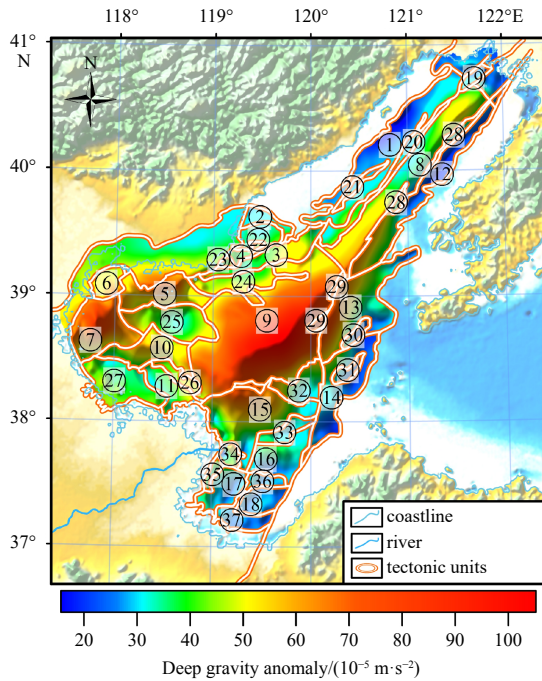 118° 119° 120° 121° 122°E
41°
N
N
19
1 20 28
8
40° 12
21
28
2
22
23 4 3
24
6
39° 5 29
13
25 9 29
7 10 30
31
27 11 26 32 14
38° 15
33
34 16
35 17 36
18
37
37°
coastline
river
tectonic units
20 30 40 50 60 70 80 90 100
Deep gravity anomaly/(10⁻⁵ m·s⁻²)